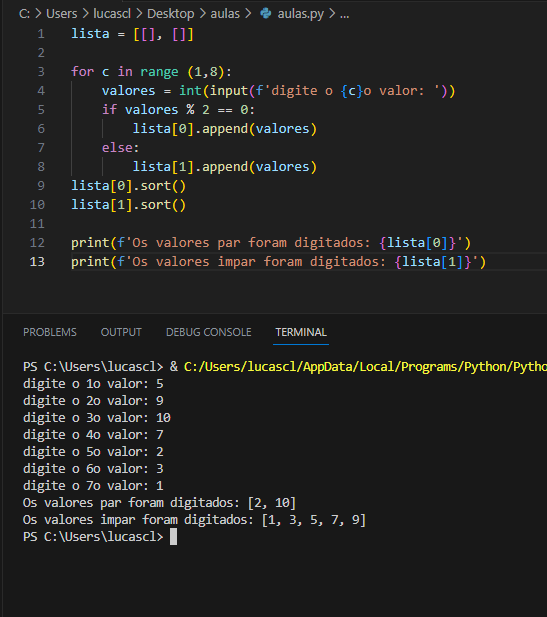 C: > Users > lucascl > Desktop > aulas > aulas.py > ...
1 lista = [[], []]
2
3 for c in range (1,8):
4     valores = int(input(f'digite o {c}o valor: '))
5     if valores % 2 == 0:
6         lista[0].append(valores)
7     else:
8         lista[1].append(valores)
9 lista[0].sort()
10 lista[1].sort()
11
12 print(f'Os valores par foram digitados: {lista[0]}')
13 print(f'Os valores impar foram digitados: {lista[1]}')
PROBLEMS OUTPUT DEBUG CONSOLE TERMINAL
PS C:\Users\lucascl> & C:/Users/lucascl/AppData/Local/Programs/Python/Pytho
digite o 1o valor: 5
digite o 2o valor: 9
digite o 3o valor: 10
digite o 4o valor: 7
digite o 5o valor: 2
digite o 6o valor: 3
digite o 7o valor: 1
Os valores par foram digitados: [2, 10]
Os valores impar foram digitados: [1, 3, 5, 7, 9]
PS C:\Users\lucascl>